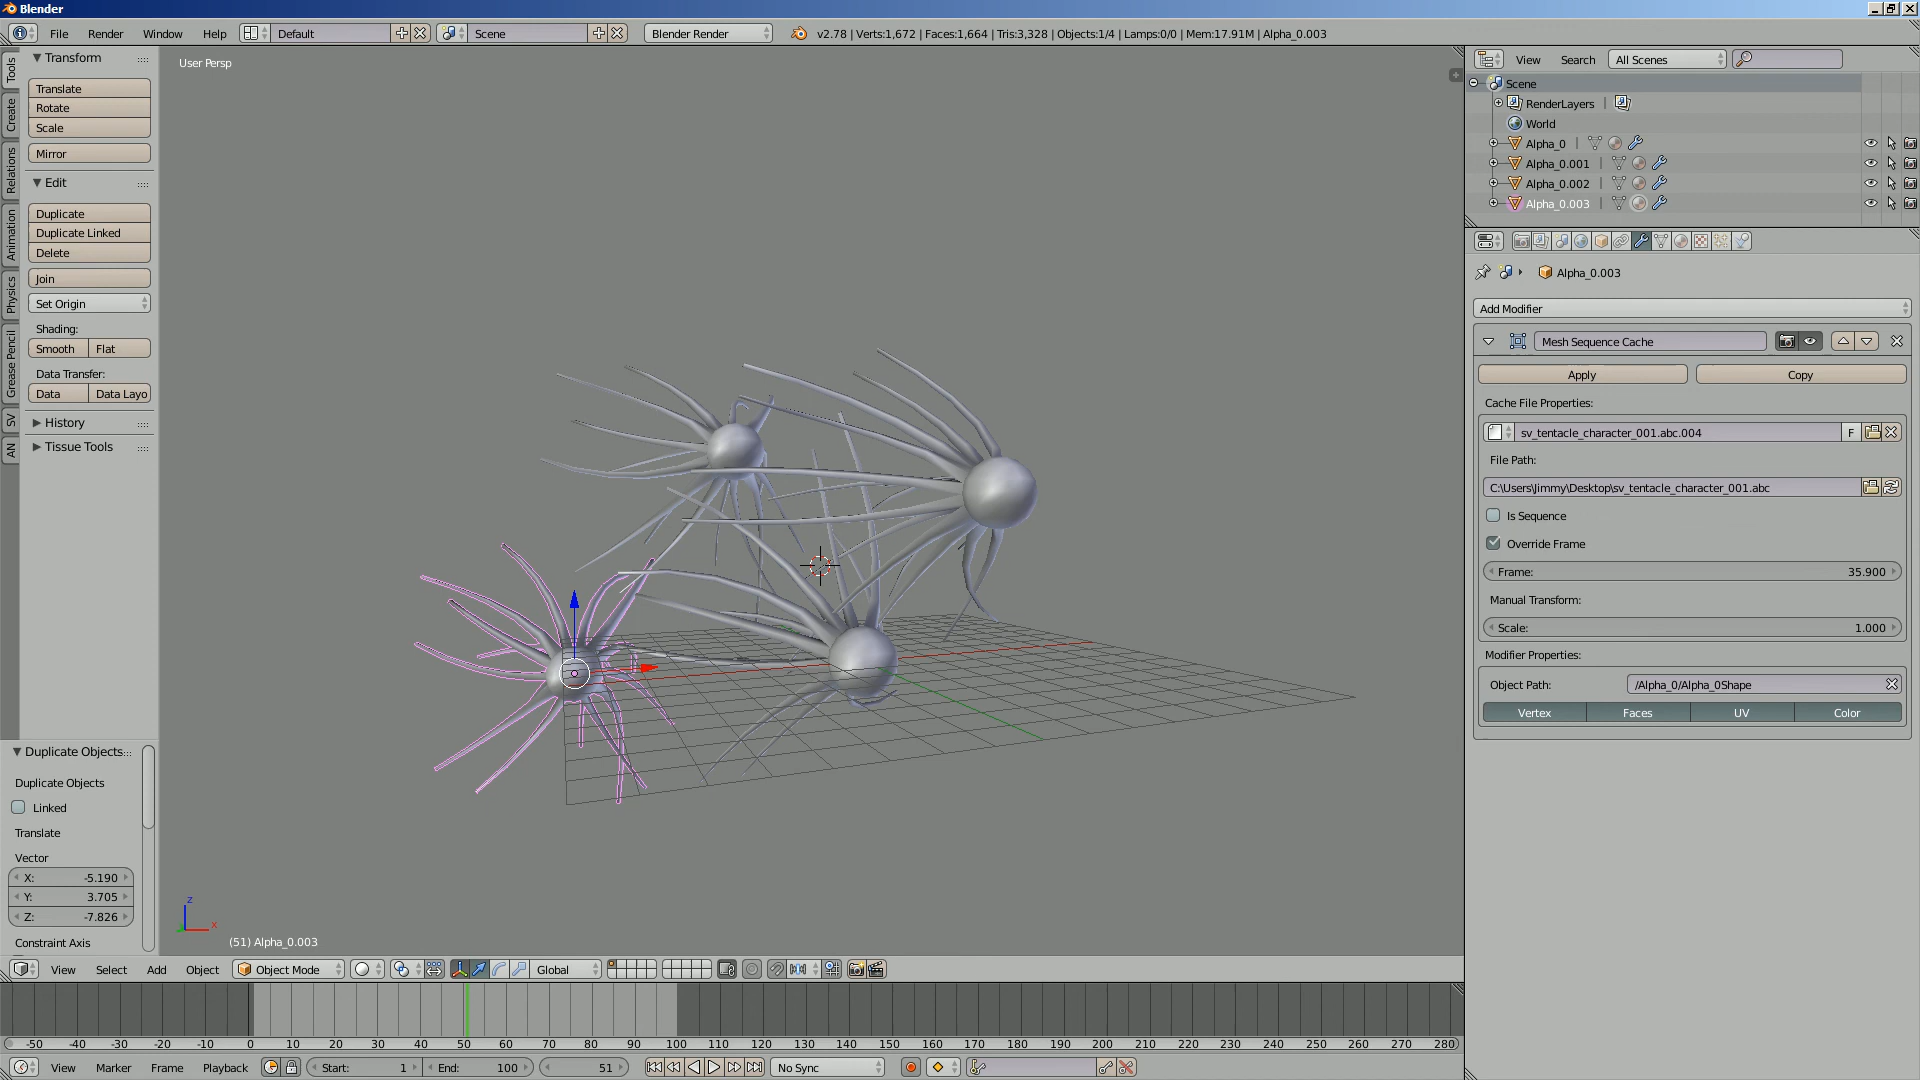 Blender
File Render Window Help Default Scene Blender Render v2.78 | Verts:1,672 | Faces:1,664 | Tris:3,328 | Objects:1/4 | Lamps:0/0 | Mem:17.91M | Alpha_0.003
Tools
Create
Relations
Animation
Physics
Grease Pencil
SV
AN
Transform
Translate
Rotate
Scale
Mirror
Edit
Duplicate
Duplicate Linked
Delete
Join
Set Origin
Shading:
Smooth Flat
Data Transfer:
Data Data Layo
History
Tissue Tools
Duplicate Objects
Duplicate Objects
Linked
Translate
Vector
X: -5.190
Y: 3.705
Z: -7.826
Constraint Axis
User Persp
z
x
(51) Alpha_0.003
View Select Add Object Object Mode Global
-50 -40 -30 -20 -10 0 10 20 30 40 50 60 70 80 90 100 110 120 130 140 150 160 170 180 190 200 210 220 230 240 250 260 270 280
View Marker Frame Playback Start: 1 End: 100 51 No Sync
View Search All Scenes
Scene
RenderLayers
World
Alpha_0
Alpha_0.001
Alpha_0.002
Alpha_0.003
Alpha_0.003
Add Modifier
Mesh Sequence Cache
Apply Copy
Cache File Properties:
sv_tentacle_character_001.abc.004 F
File Path:
C:\Users\Jimmy\Desktop\sv_tentacle_character_001.abc
Is Sequence
Override Frame
Frame: 35.900
Manual Transform:
Scale: 1.000
Modifier Properties:
Object Path: /Alpha_0/Alpha_0Shape
Vertex Faces UV Color